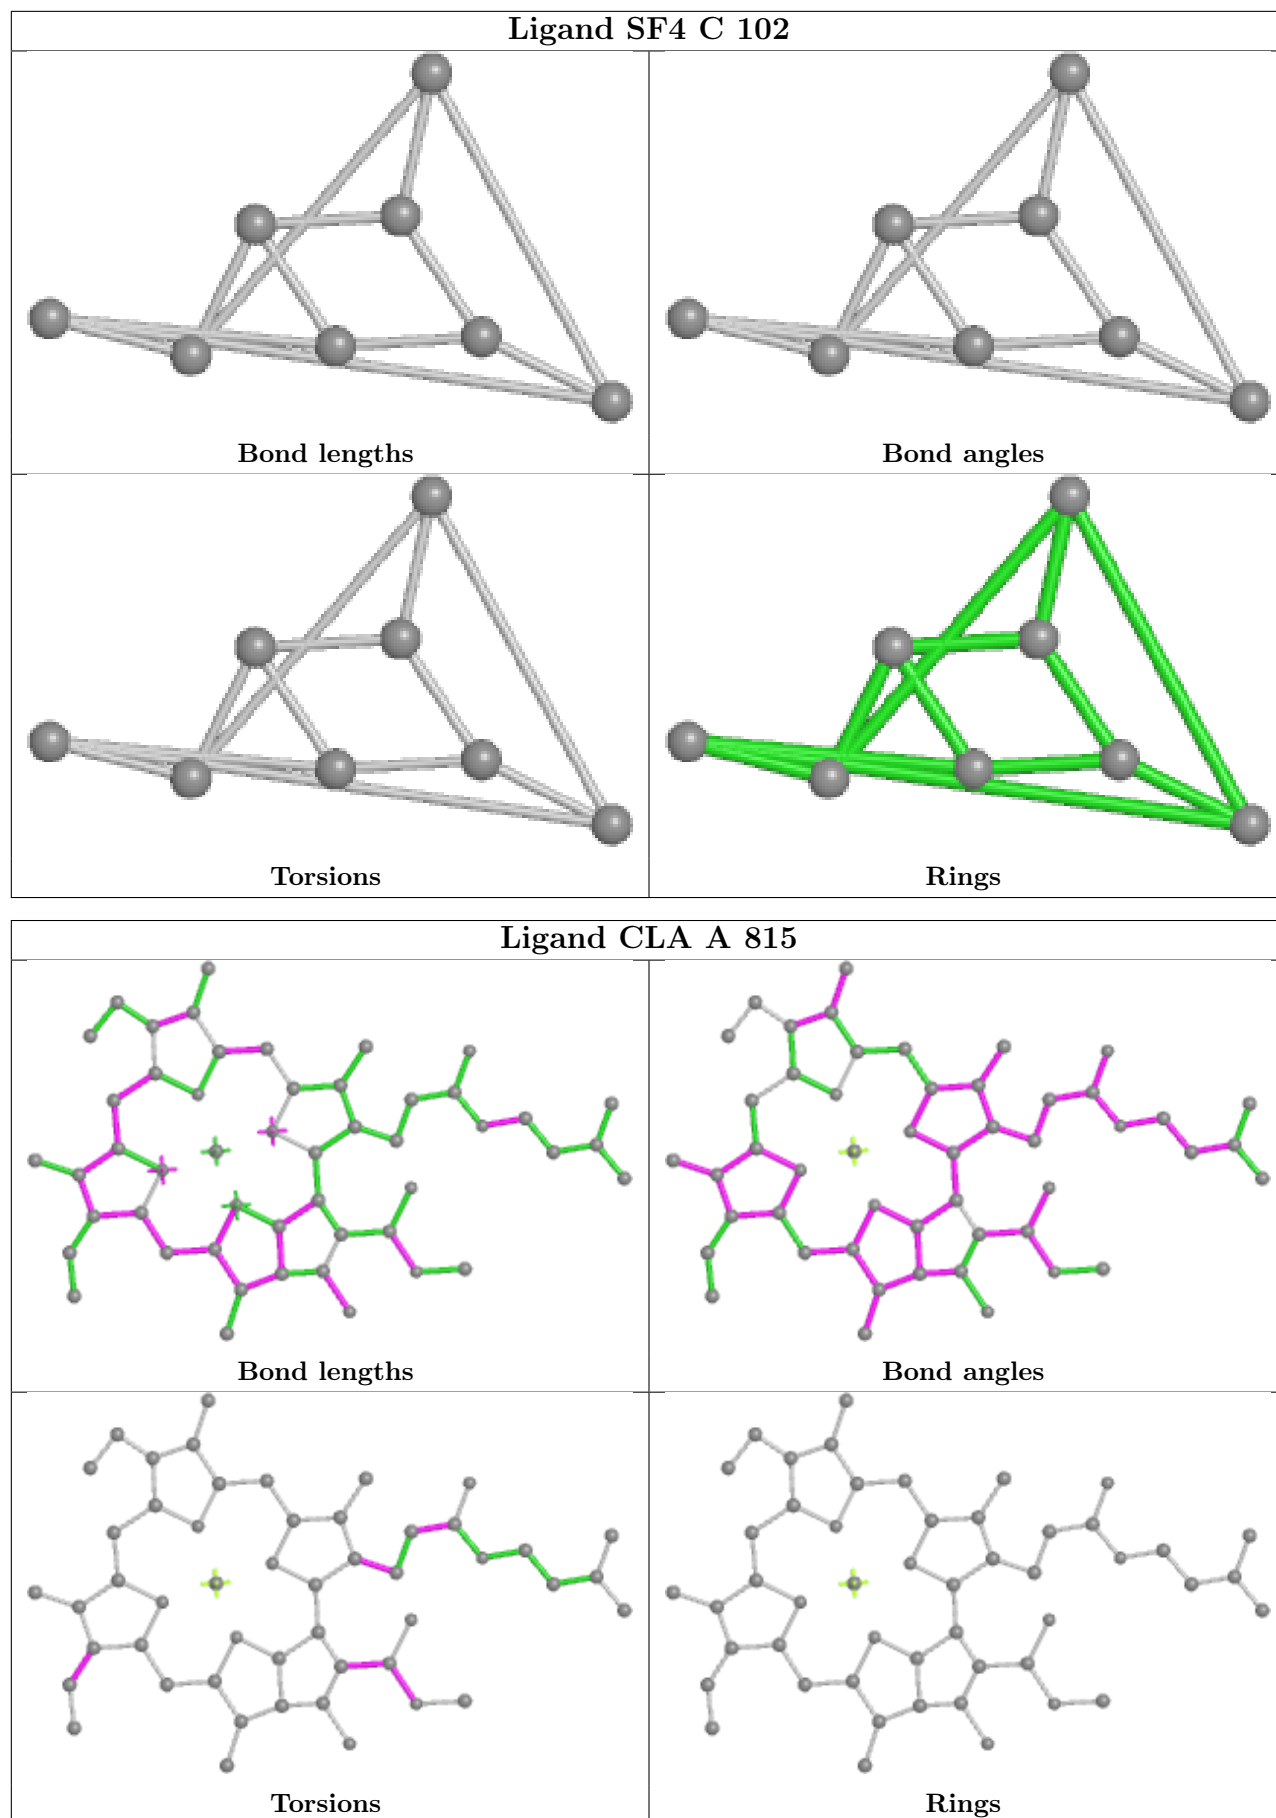 Ligand SF4 C 102
Bond lengths
Bond angles
Torsions
Rings
Ligand CLA A 815
Bond lengths
Bond angles
Torsions
Rings